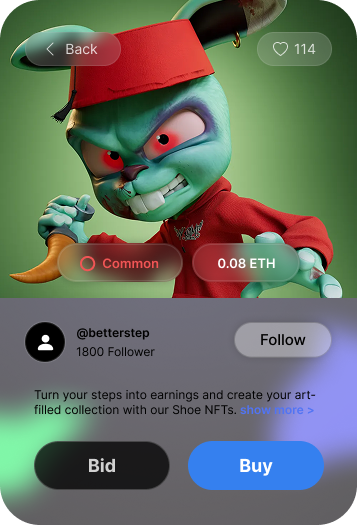 Back
114
Common
0.08 ETH
@betterstep
1800 Follower
Follow
Turn your steps into earnings and create your art-
filled collection with our Shoe NFTs. show more >
Bid
Buy